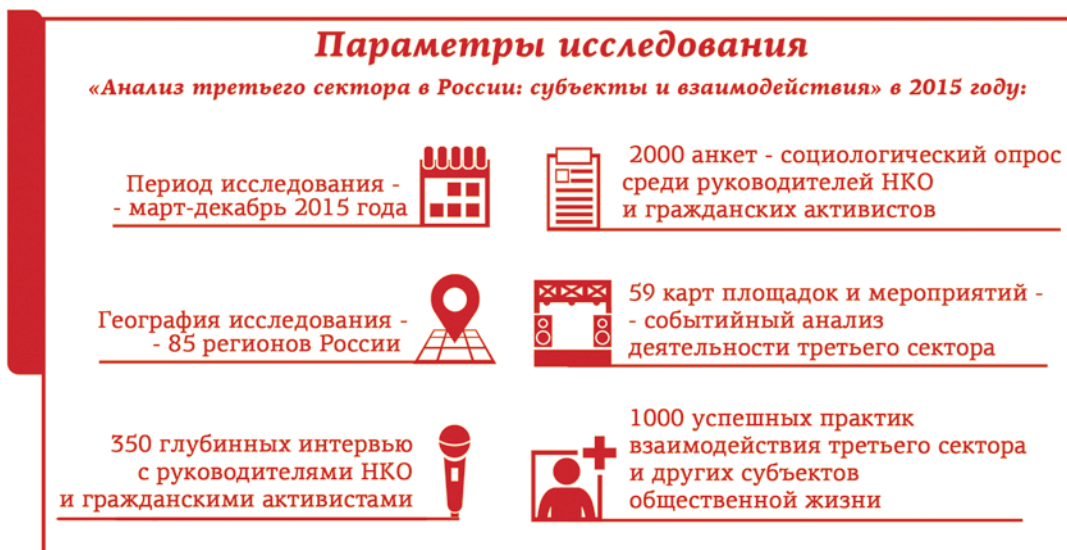 Параметры исследования
«Анализ третьего сектора в России: субъекты и взаимодействия» в 2015 году:
Период исследования -
- март-декабрь 2015 года
2000 анкет - социологический опрос
среди руководителей НКО
и гражданских активистов
География исследования -
- 85 регионов России
59 карт площадок и мероприятий -
- событийный анализ
деятельности третьего сектора
350 глубинных интервью
с руководителями НКО
и гражданскими активистами
1000 успешных практик
взаимодействия третьего сектора
и других субъектов
общественной жизни